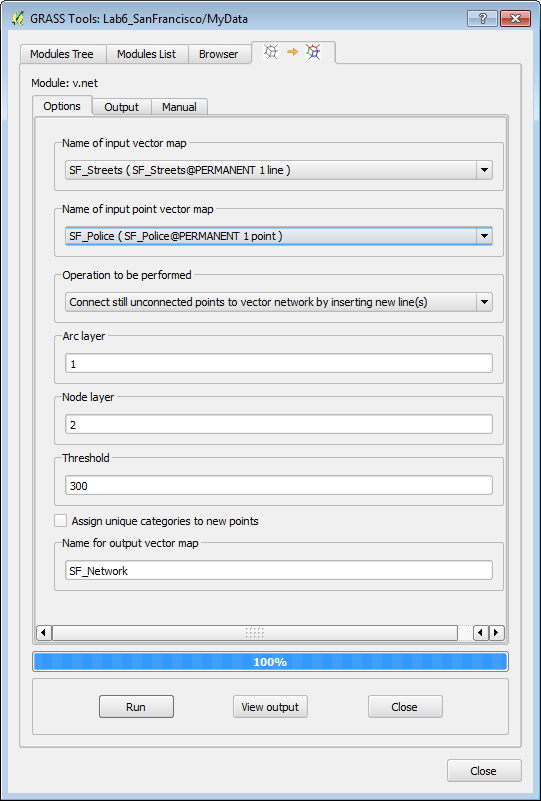 GRASS Tools: Lab6_SanFrancisco/MyData
Modules Tree
Modules List
Browser
Module: v.net
Options
Output
Manual
Name of input vector map
SF_Streets ( SF_Streets@PERMANENT 1 line )
Name of input point vector map
SF_Police ( SF_Police@PERMANENT 1 point )
Operation to be performed
Connect still unconnected points to vector network by inserting new line(s)
Arc layer
1
Node layer
2
Threshold
300
Assign unique categories to new points
Name for output vector map
SF_Network
100%
Run
View output
Close
Close